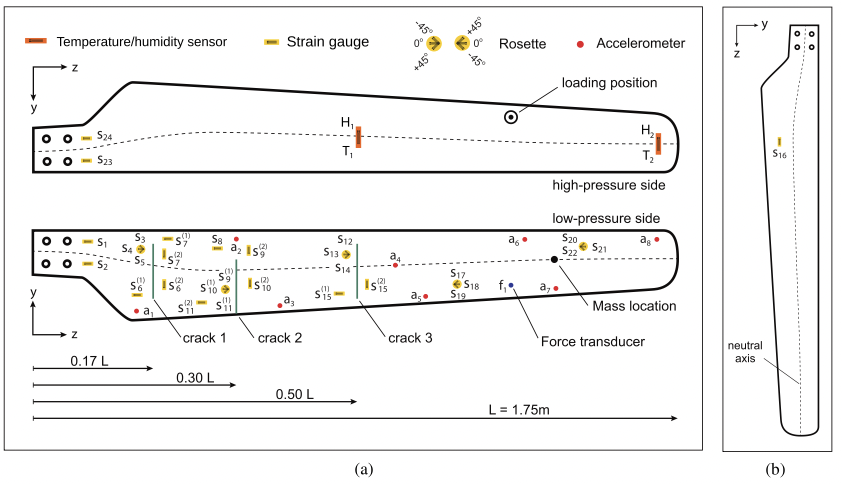 Temperature/humidity sensor
Strain gauge
-45° 0° +45°
+45° 0° -45°
Rosette
Accelerometer
z
y
loading position
S24
S23
H1
T1
H2
T2
high-pressure side
low-pressure side
S1
S2
S3
S4
S5
S6(1)
a1
S7(1)
S7(2)
S6(2)
S8
a2
S9(2)
S9(1)
S10(1)
S10(2)
S11(2)
S11(1)
a3
S12
S13
S14
S15(1)
S15(2)
a4
a5
S17
S18
S19
a6
f1
a7
S20
S21
S22
a8
y
z
crack 1
crack 2
crack 3
Mass location
Force transducer
0.17 L
0.30 L
0.50 L
L = 1.75m
(a)
y
z
S16
neutral
axis
(b)